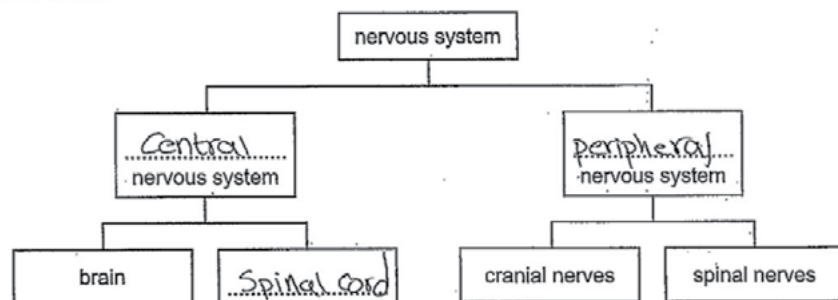 nervous system
Central
peripheral
nervous system
nervous system
brain
Spinal cord
cranial nerves
spinal nerves